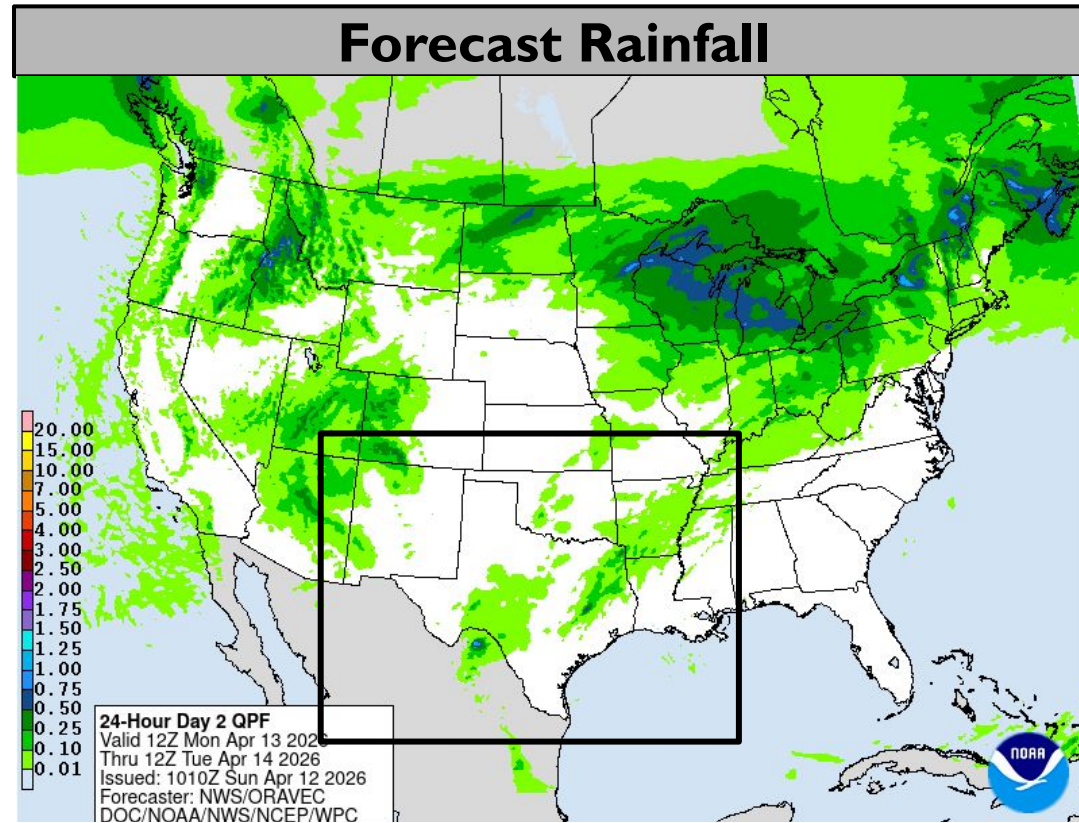 Forecast Rainfall
20.00
15.00
10.00
7.00
5.00
4.00
3.00
2.50
2.00
1.75
1.50
1.25
1.00
0.75
0.50
0.25
0.10
0.01
24-Hour Day 2 QPF
Valid 12Z Mon Apr 13 2026
Thru 12Z Tue Apr 14 2026
Issued: 1010Z Sun Apr 12 2026
Forecaster: NWS/ORAVEC
DOC/NOAA/NWS/NCEP/WPC
NOAA